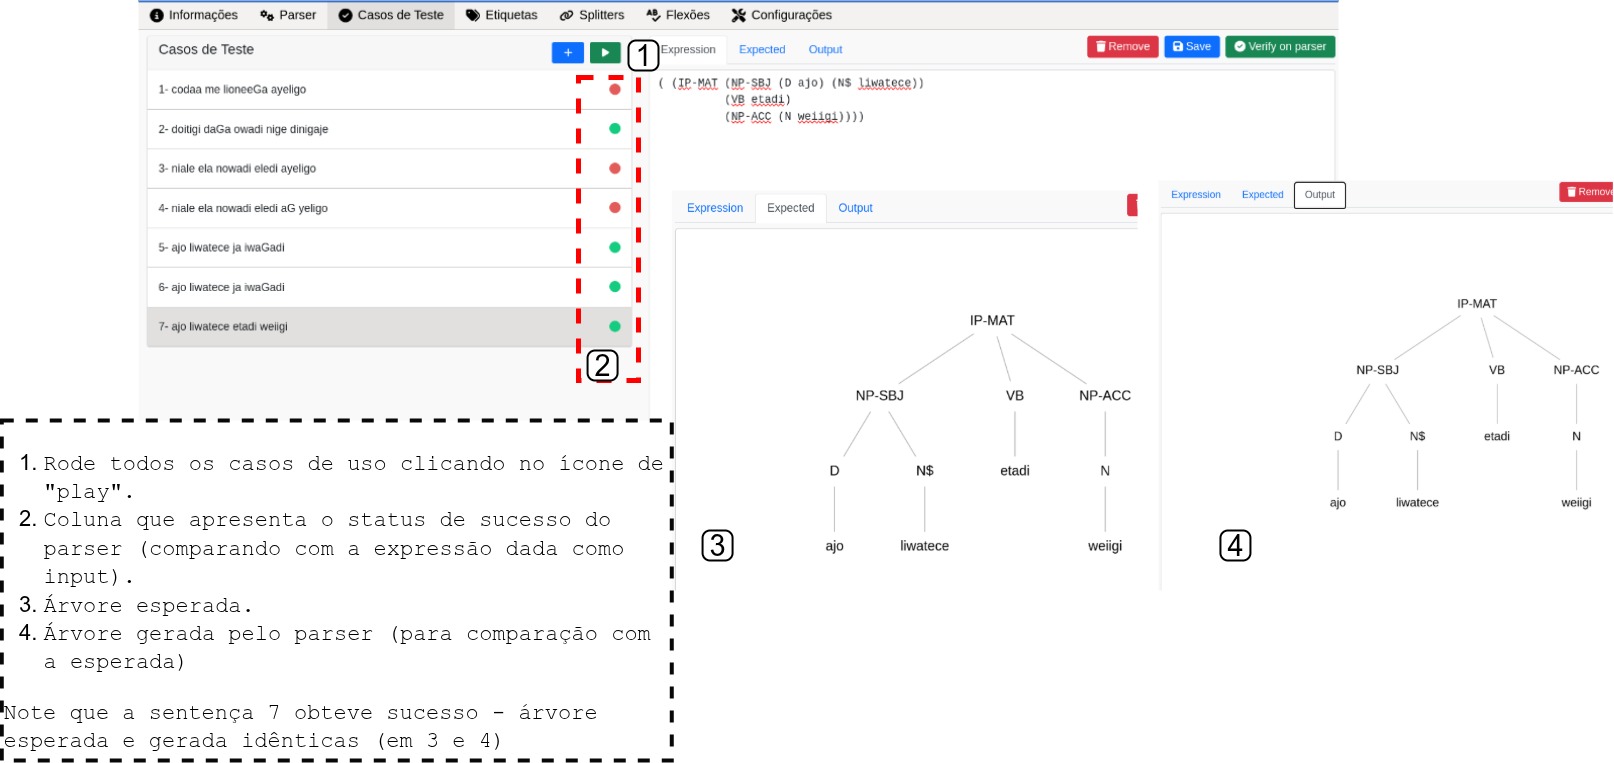 Informações Parser Casos de Teste Etiquetas Splitters Flexões Configurações
Casos de Teste
1- codaa me lioneeGa ayeligo
2- doitigi daGa owadi nige dinigaje
3- niale ela nowadi eledi ayeligo
4- niale ela nowadi eledi aG yeligo
5- ajo liwatece ja iwaGadi
6- ajo liwatece ja iwaGadi
7- ajo liwatece etadi weiigi
1
2
Expression Expected Output Remove Save Verify on parser
( (IP-MAT (NP-SBJ (D ajo) (N$ liwatece))
(VB etadi)
(NP-ACC (N weiigi))))
Expression Expected Output
IP-MAT
NP-SBJ VB NP-ACC
D N$ etadi N
ajo liwatece weiigi
3
Expression Expected Output Remove
IP-MAT
NP-SBJ VB NP-ACC
D N$ etadi N
ajo liwatece weiigi
4
1. Rode todos os casos de uso clicando no ícone de
"play".
2. Coluna que apresenta o status de sucesso do
parser (comparando com a expressão dada como
input).
3. Árvore esperada.
4. Árvore gerada pelo parser (para comparação com
a esperada)
Note que a sentença 7 obteve sucesso - árvore
esperada e gerada idênticas (em 3 e 4)